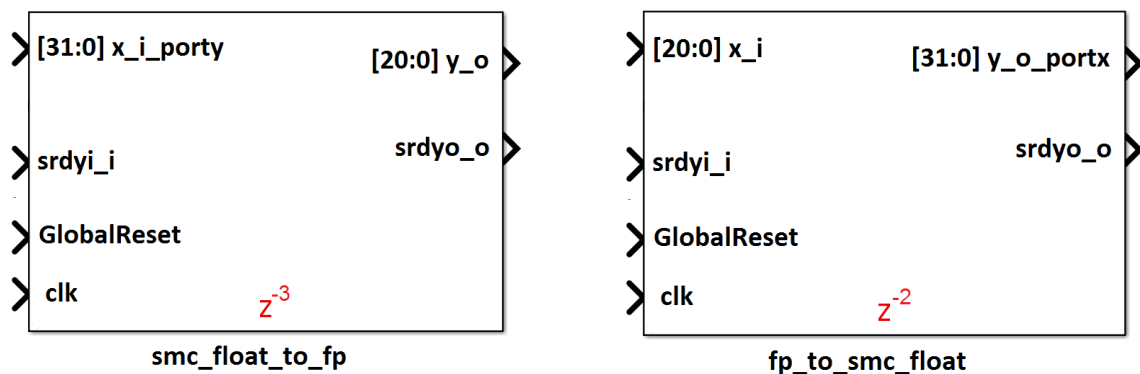 [31:0] x_i_porty
[20:0] y_o
srdyi_i
srdyo_o
GlobalReset
clk
z-3
smc_float_to_fp
[20:0] x_i
[31:0] y_o_portx
srdyi_i
srdyo_o
GlobalReset
clk
z-2
fp_to_smc_float